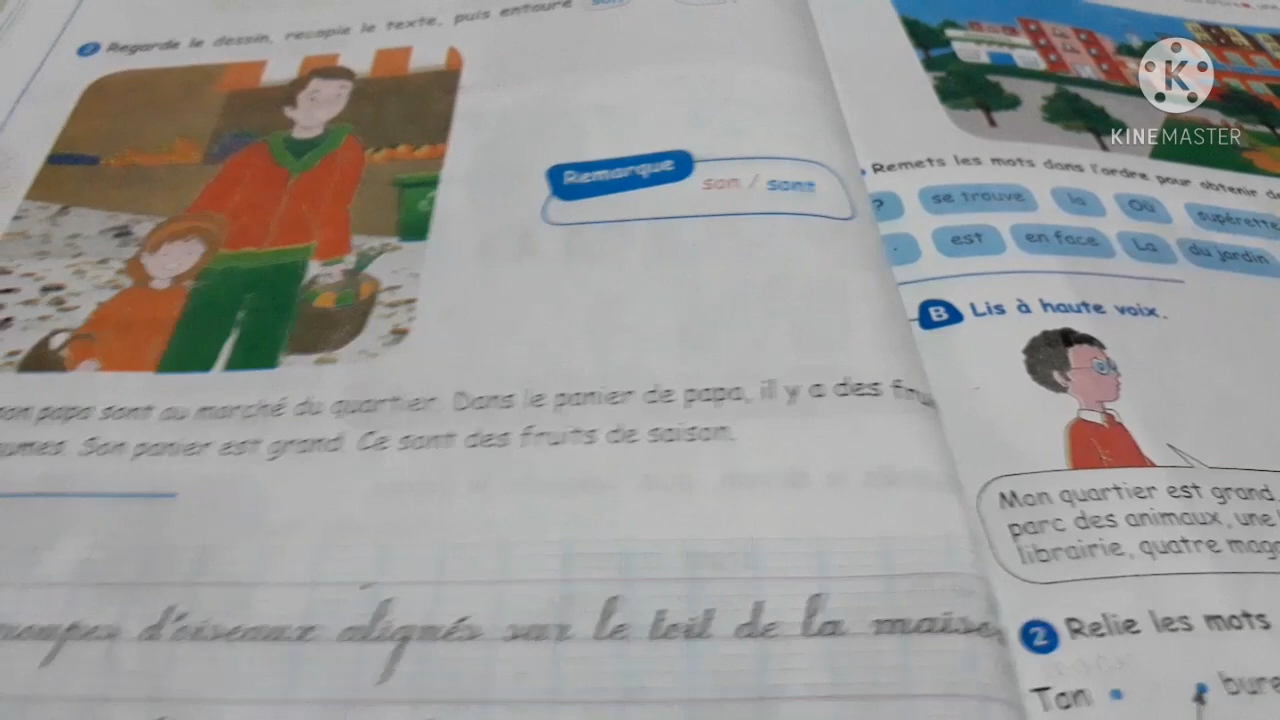 2 Regarde le dessin, recopie le texte, puis entoure son
Remarque
son / sont
son papa sont au marché du quartier. Dans le panier de papa, il y a des
Son panier est grand. Ce sont des fruits de saison.
d'oiseaux alignés sur le toit de la
KINEMASTER
Remets les mots dans l'ordre pour obtenir
? se trouve la Où supérette
. est en face La du jardin
B Lis à haute voix.
Mon quartier est grand
parc des animaux, une
librairie, quatre
2 Relie les mots
Ton